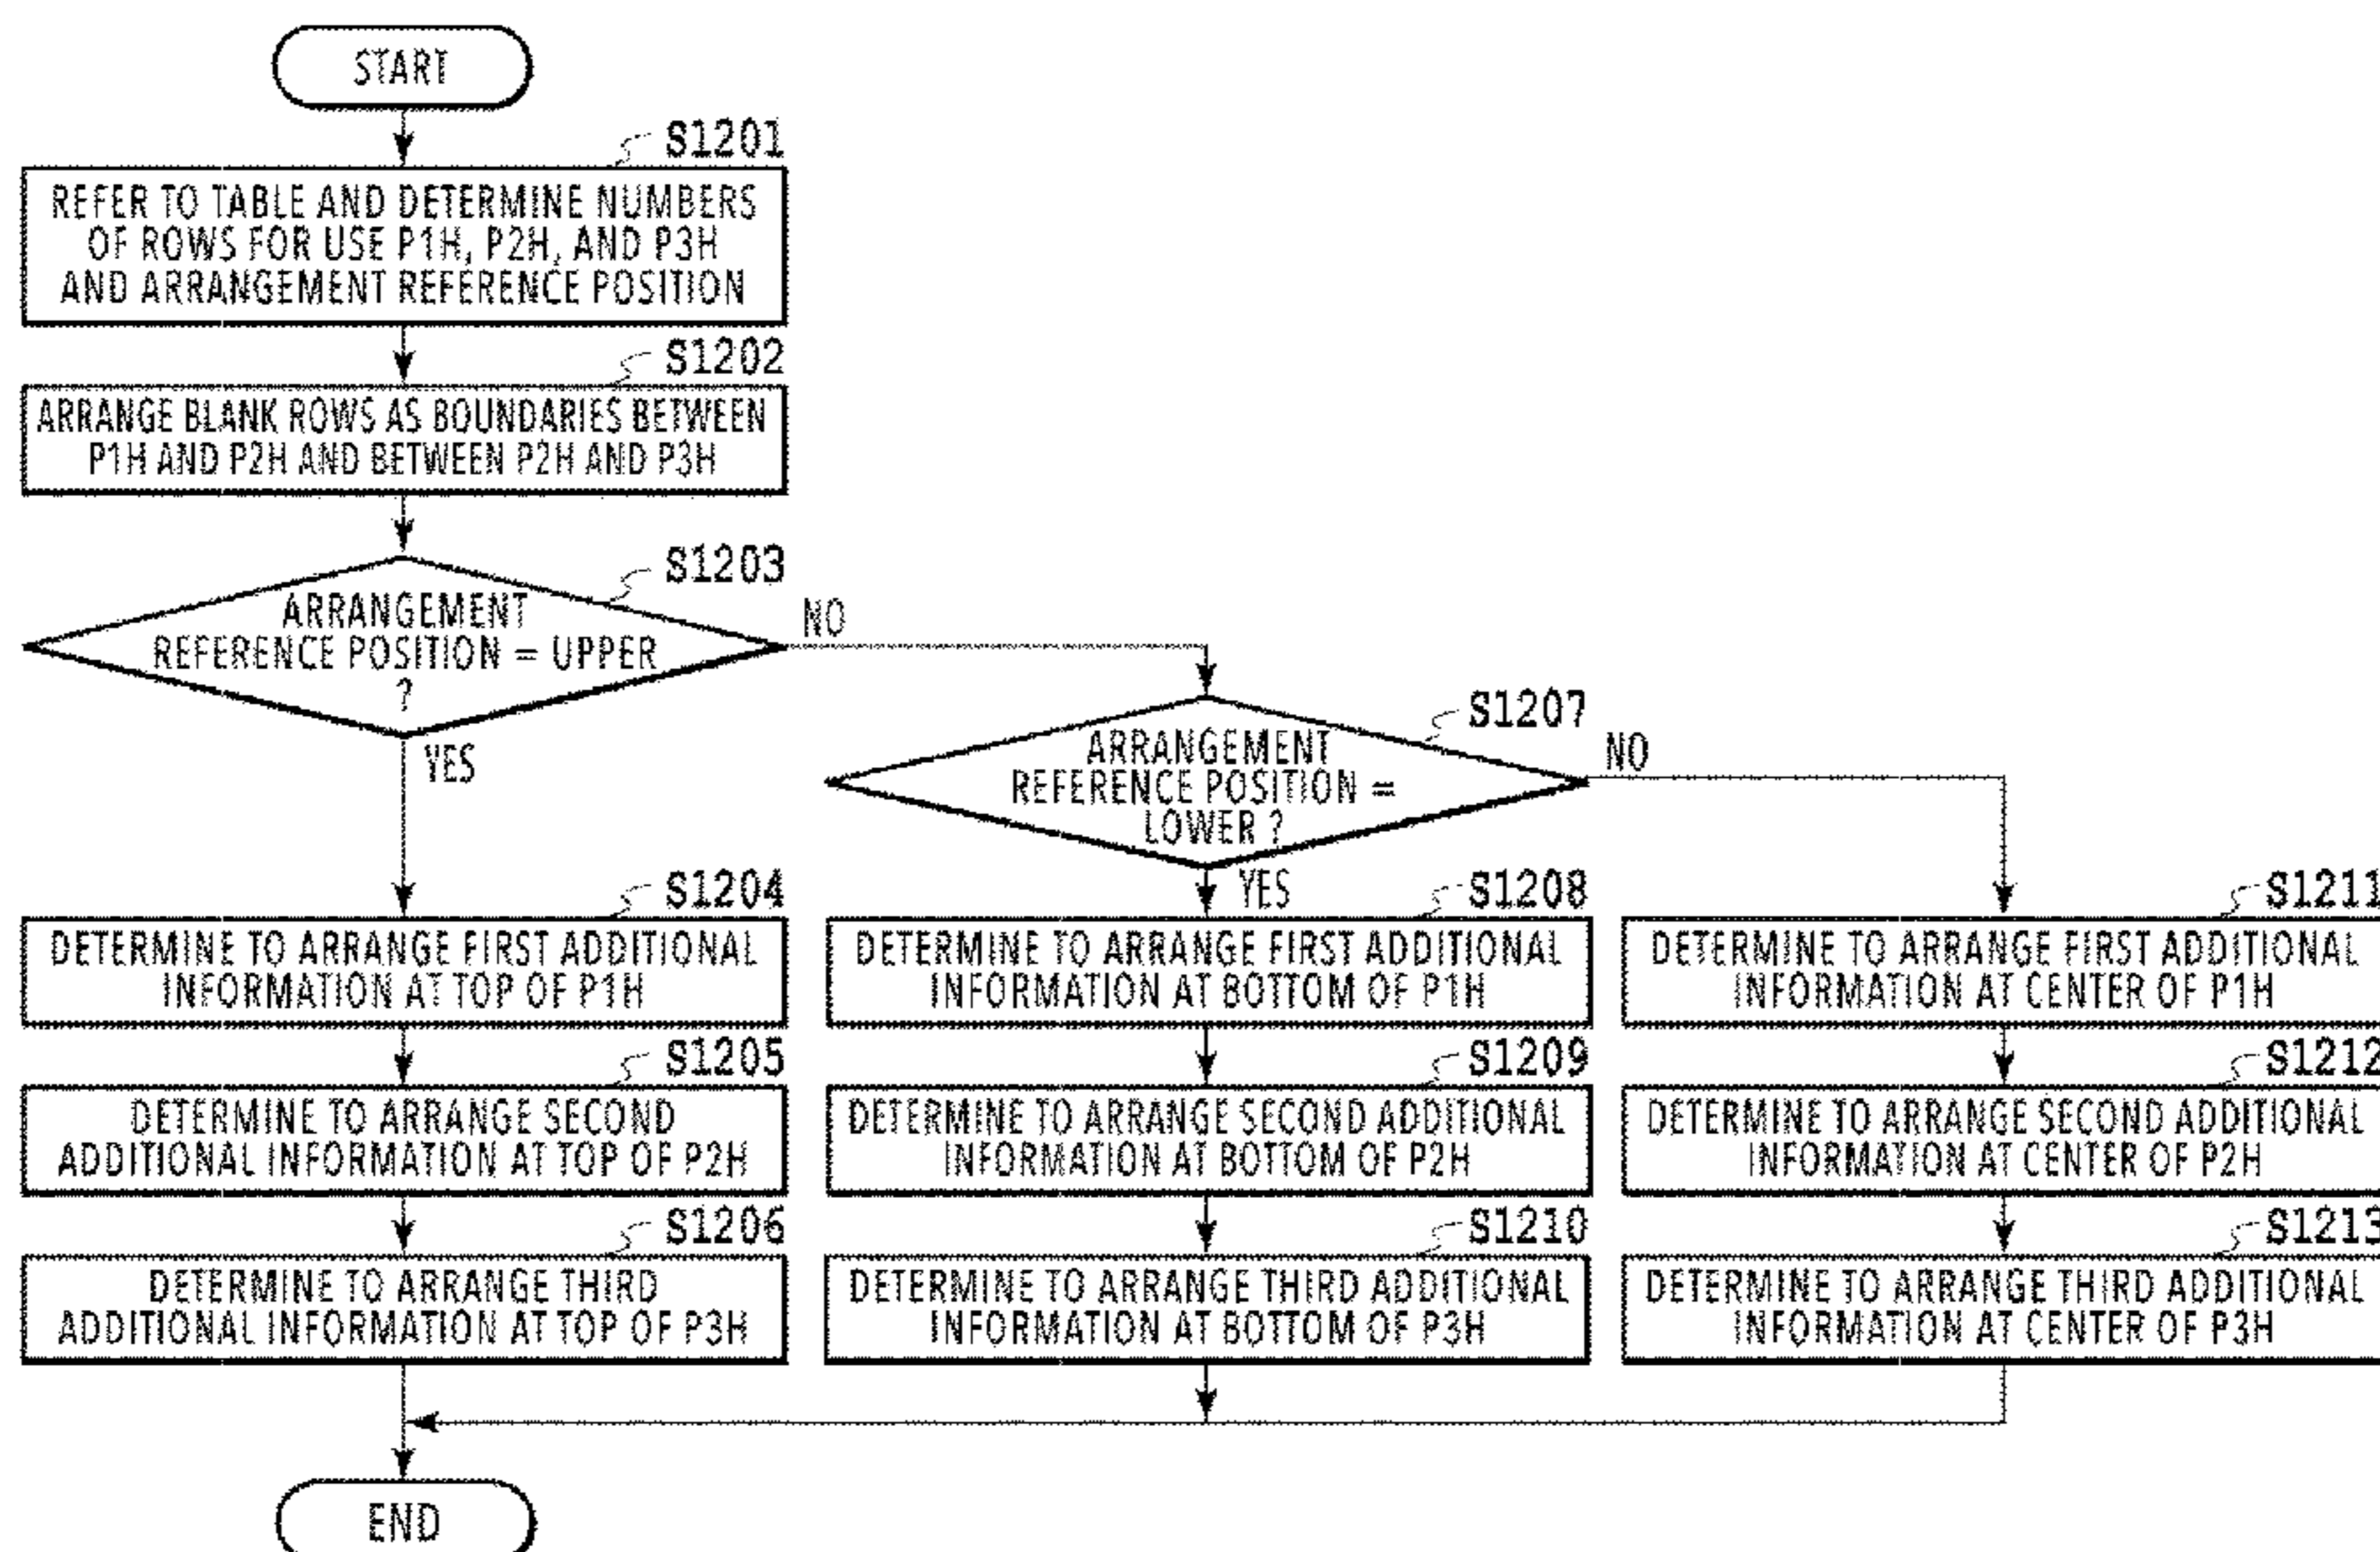 START
S1201
REFER TO TABLE AND DETERMINE NUMBERS
OF ROWS FOR USE P1H, P2H, AND P3H
AND ARRANGEMENT REFERENCE POSITION
S1202
ARRANGE BLANK ROWS AS BOUNDARIES BETWEEN
P1H AND P2H AND BETWEEN P2H AND P3H
S1203
ARRANGEMENT
REFERENCE POSITION = UPPER
?
NO
YES
S1207
ARRANGEMENT
REFERENCE POSITION =
LOWER ?
NO
YES
S1204
DETERMINE TO ARRANGE FIRST ADDITIONAL
INFORMATION AT TOP OF P1H
S1205
DETERMINE TO ARRANGE SECOND
ADDITIONAL INFORMATION AT TOP OF P2H
S1206
DETERMINE TO ARRANGE THIRD
ADDITIONAL INFORMATION AT TOP OF P3H
S1208
DETERMINE TO ARRANGE FIRST ADDITIONAL
INFORMATION AT BOTTOM OF P1H
S1209
DETERMINE TO ARRANGE SECOND ADDITIONAL
INFORMATION AT BOTTOM OF P2H
S1210
DETERMINE TO ARRANGE THIRD ADDITIONAL
INFORMATION AT BOTTOM OF P3H
S1211
DETERMINE TO ARRANGE FIRST ADDITIONAL
INFORMATION AT CENTER OF P1H
S1212
DETERMINE TO ARRANGE SECOND ADDITIONAL
INFORMATION AT CENTER OF P2H
S1213
DETERMINE TO ARRANGE THIRD ADDITIONAL
INFORMATION AT CENTER OF P3H
END